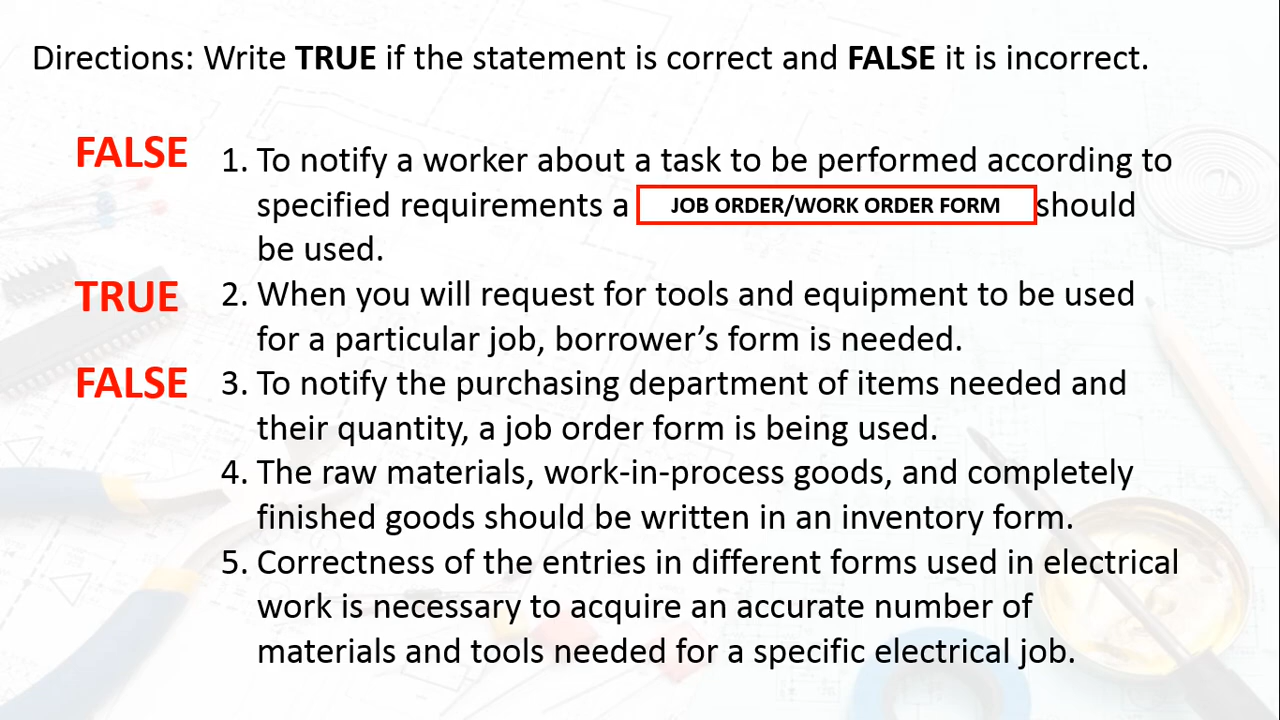 Directions: Write TRUE if the statement is correct and FALSE it is incorrect.
FALSE 1. To notify a worker about a task to be performed according to
specified requirements a JOB ORDER/WORK ORDER FORM should
be used.
TRUE 2. When you will request for tools and equipment to be used
for a particular job, borrower’s form is needed.
FALSE 3. To notify the purchasing department of items needed and
their quantity, a job order form is being used.
4. The raw materials, work-in-process goods, and completely
finished goods should be written in an inventory form.
5. Correctness of the entries in different forms used in electrical
work is necessary to acquire an accurate number of
materials and tools needed for a specific electrical job.